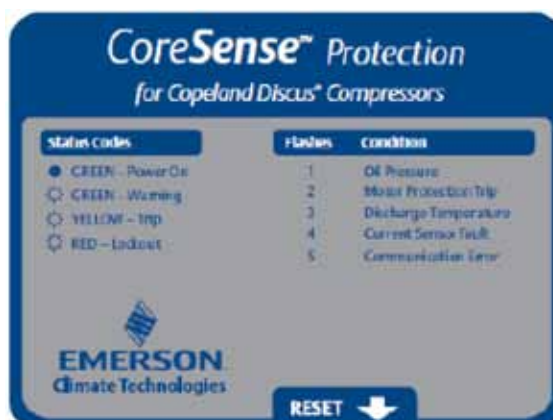 CoreSense™ Protection
for Copeland Discus® Compressors
Status Codes
GREEN - Power On
GREEN - Warning
YELLOW - Trip
RED - Lockout
Flashes Condition
1 Oil Pressure
2 Motor Protection Trip
3 Discharge Temperature
4 Current Sensor Fault
5 Communication Error
EMERSON
Climate Technologies
RESET